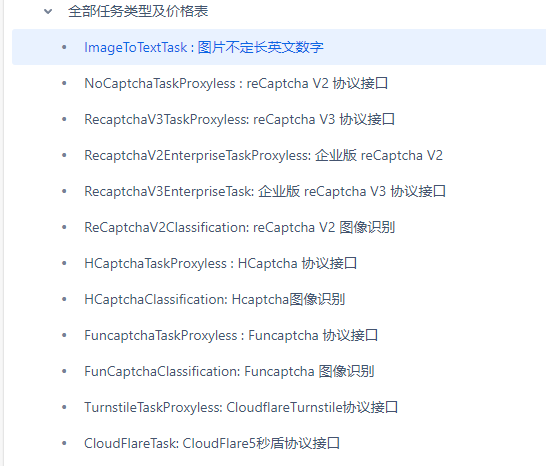 全部任务类型及价格表
ImageToTextTask : 图片不定长英文数字
NoCaptchaTaskProxyless : reCaptcha V2 协议接口
RecaptchaV3TaskProxyless: reCaptcha V3 协议接口
RecaptchaV2EnterpriseTaskProxyless: 企业版 reCaptcha V2
RecaptchaV3EnterpriseTask: 企业版 reCaptcha V3 协议接口
ReCaptchaV2Classification: reCaptcha V2 图像识别
HCaptchaTaskProxyless : HCaptcha 协议接口
HCaptchaClassification: Hcaptcha图像识别
FuncaptchaTaskProxyless : Funcaptcha 协议接口
FunCaptchaClassification: Funcaptcha 图像识别
TurnstileTaskProxyless: CloudflareTurnstile协议接口
CloudFlareTask: CloudFlare5秒盾协议接口